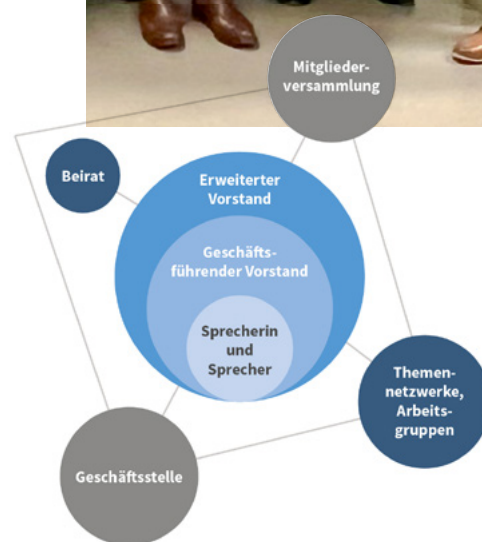 Mitglieder-
versammlung
Beirat
Erweiterter
Vorstand
Geschäfts-
führender Vorstand
Sprecherin
und
Sprecher
Themen-
netzwerke,
Arbeits-
gruppen
Geschäftsstelle